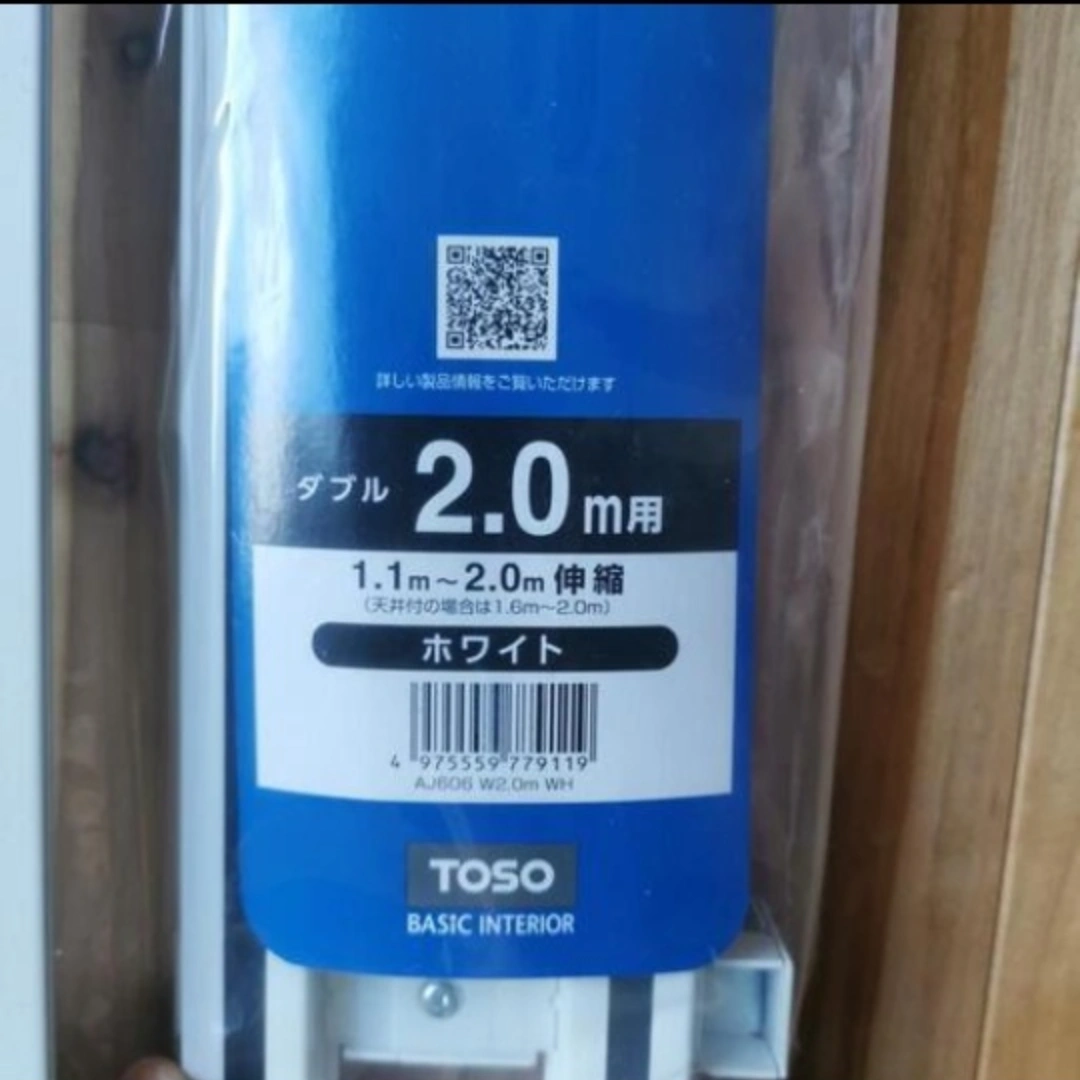 詳しい製品情報をご覧いただけます
ダブル 2.0m用
1.1m～2.0m伸縮
(天井付の場合は1.6m～2.0m)
ホワイト
4 975559 779119
AJ606 W2.0m WH
TOSO
BASIC INTERIOR